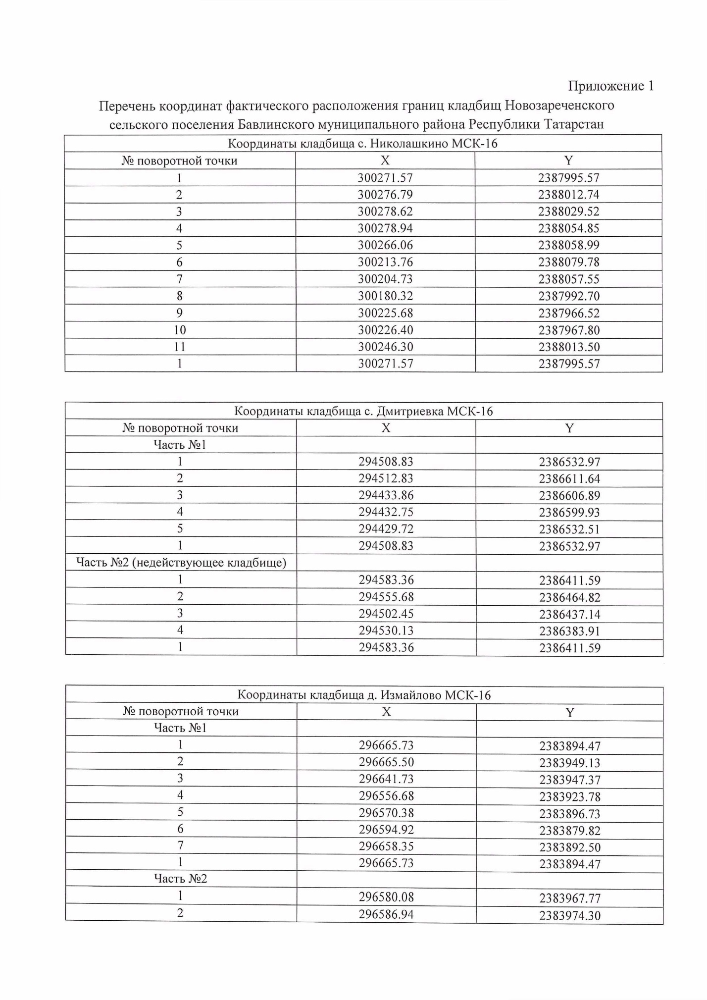 Приложение 1
Перечень координат фактического расположения границ кладбищ Новозареченского
сельского поселения Бавлинского муниципального района Республики Татарстан
Координаты кладбища с. Николашкино МСК-16
№ поворотной точки X Y
1 300271.57 2387995.57
2 300276.79 2388012.74
3 300278.62 2388029.52
4 300278.94 2388054.85
5 300266.06 2388058.99
6 300213.76 2388079.78
7 300204.73 2388057.55
8 300180.32 2387992.70
9 300225.68 2387966.52
10 300226.40 2387967.80
11 300246.30 2388013.50
1 300271.57 2387995.57
Координаты кладбища с. Дмитриевка МСК-16
№ поворотной точки X Y
Часть №1
1 294508.83 2386532.97
2 294512.83 2386611.64
3 294433.86 2386606.89
4 294432.75 2386599.93
5 294429.72 2386532.51
1 294508.83 2386532.97
Часть №2 (недействующее кладбище)
1 294583.36 2386411.59
2 294555.68 2386464.82
3 294502.45 2386437.14
4 294530.13 2386383.91
1 294583.36 2386411.59
Координаты кладбища д. Измайлово МСК-16
№ поворотной точки X Y
Часть №1
1 296665.73 2383894.47
2 296665.50 2383949.13
3 296641.73 2383947.37
4 296556.68 2383923.78
5 296570.38 2383896.73
6 296594.92 2383879.82
7 296658.35 2383892.50
1 296665.73 2383894.47
Часть №2
1 296580.08 2383967.77
2 296586.94 2383974.30